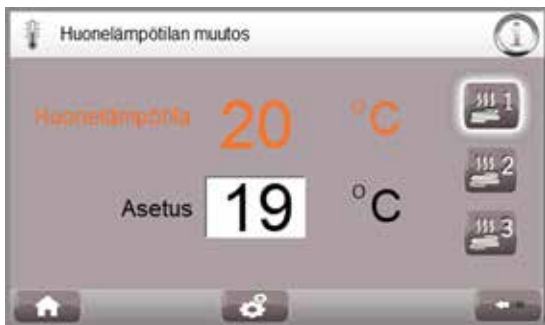 Huonelämpötilan muutos
1
Huonelämpötila 20 °C
2
Asetus 19 °C
3